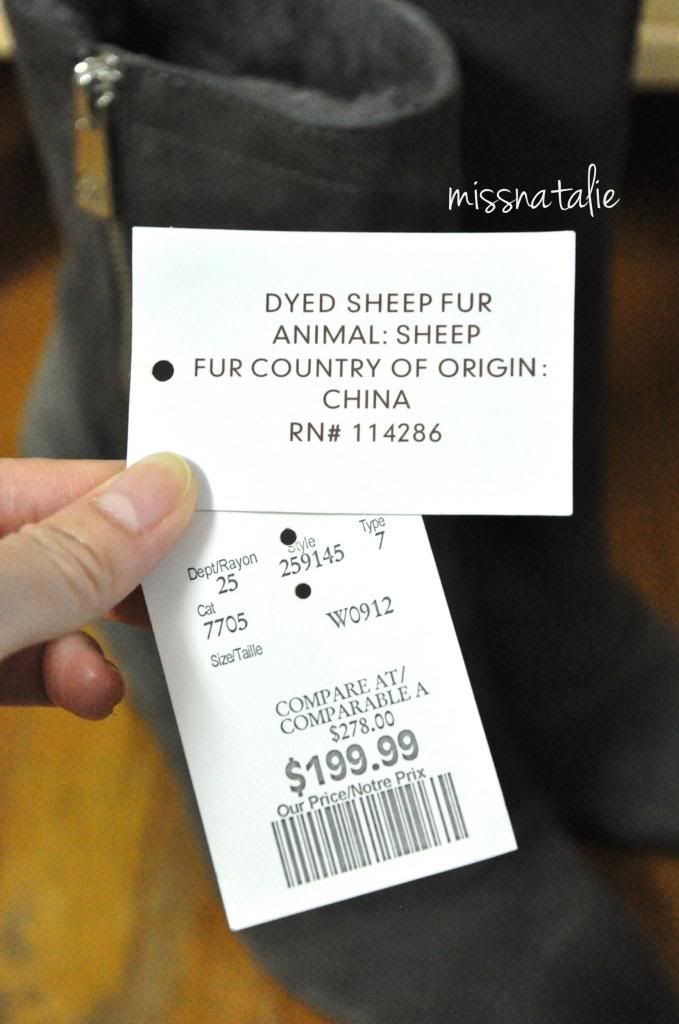 missnatalie
DYED SHEEP FUR
ANIMAL: SHEEP
FUR COUNTRY OF ORIGIN:
CHINA
RN# 114286
Dept/Rayon Style Type
25 259145 7
Cat
7705 W0912
Size/Taille
COMPARE AT/
COMPARABLE A
$278.00
$199.99
Our Price/Notre Prix